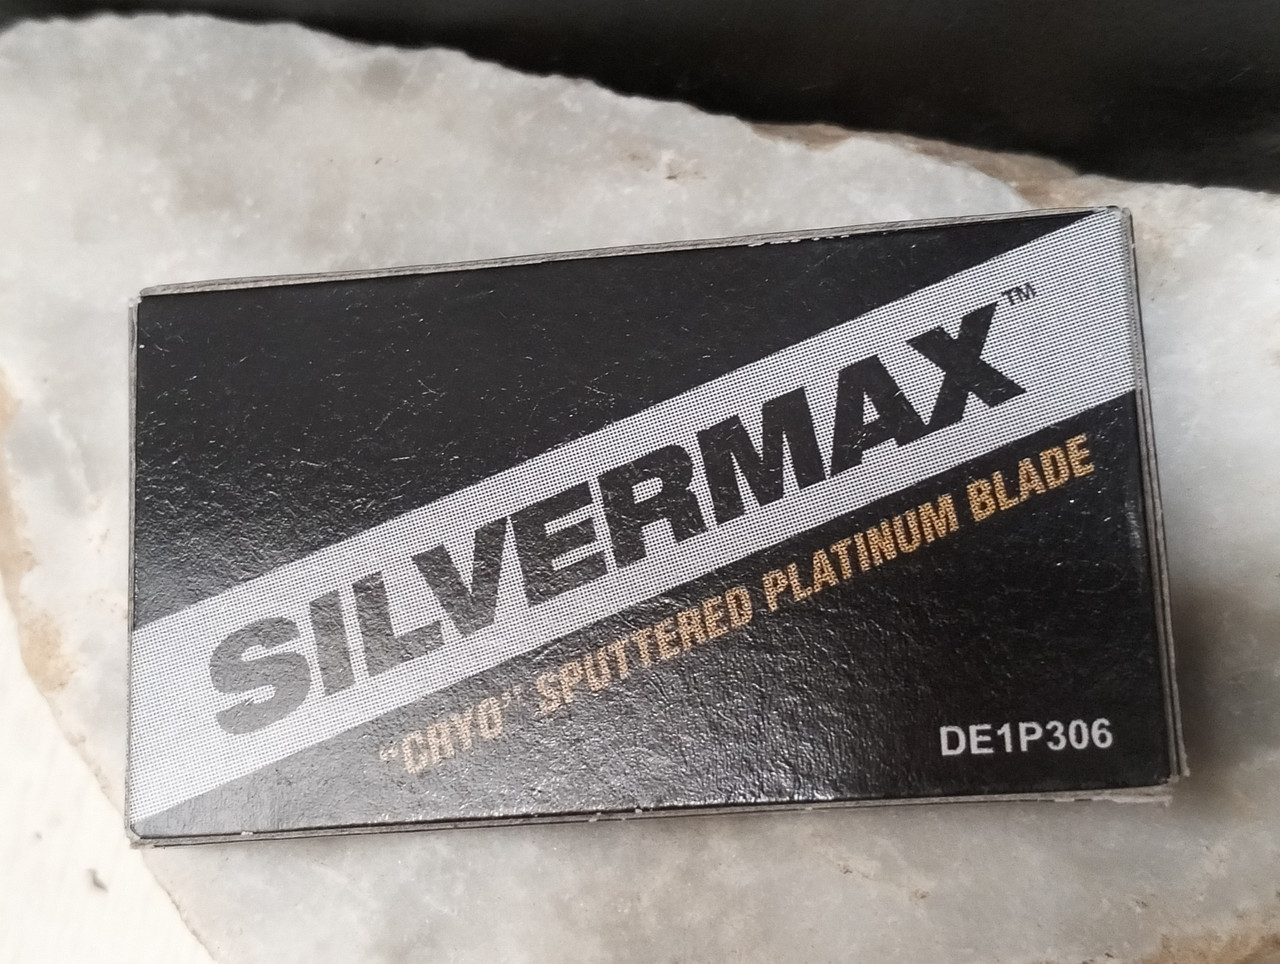 SILVERMAX™
"CRYO" SPUTTERED PLATINUM BLADE
DE1P306